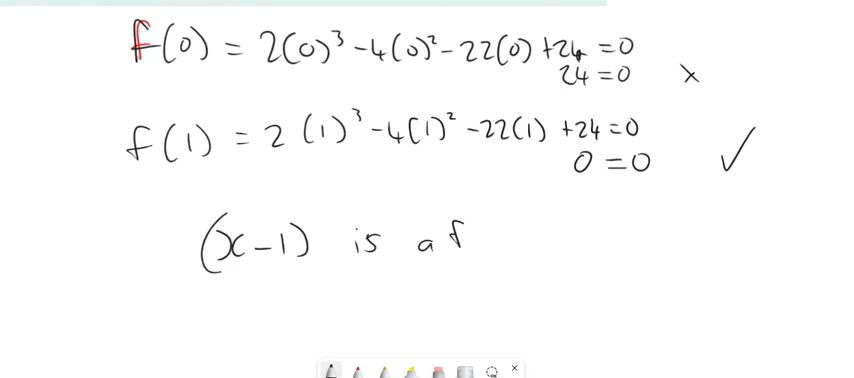 f(0) = 2(0)³ -4(0)² - 22(0) +24 =0
24 =0 ×
f(1) = 2 (1)³ -4(1)² -22(1) +24=0
0 =0 ✓
(x-1) is a f